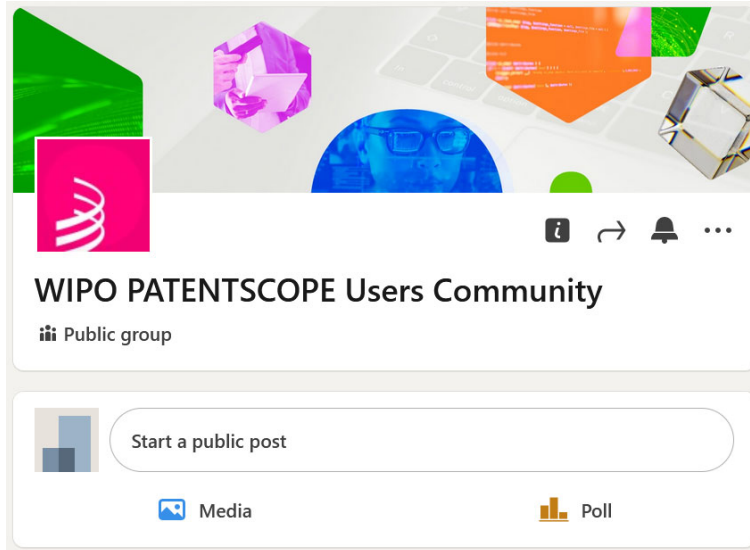 WIPO PATENTSCOPE Users Community
Public group
Start a public post
Media
Poll